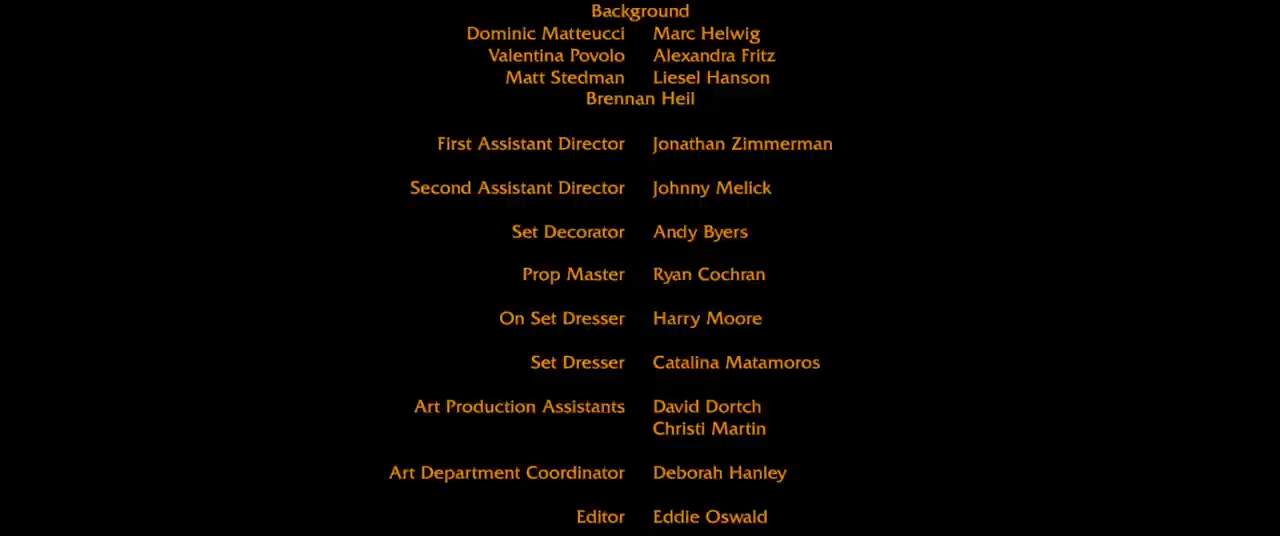 Background
Dominic Matteucci Marc Helwig
Valentina Povolo Alexandra Fritz
Matt Stedman Liesel Hanson
Brennan Heil
First Assistant Director Jonathan Zimmerman
Second Assistant Director Johnny Melick
Set Decorator Andy Byers
Prop Master Ryan Cochran
On Set Dresser Harry Moore
Set Dresser Catalina Matamoros
Art Production Assistants David Dortch
Christi Martin
Art Department Coordinator Deborah Hanley
Editor Eddie Oswald